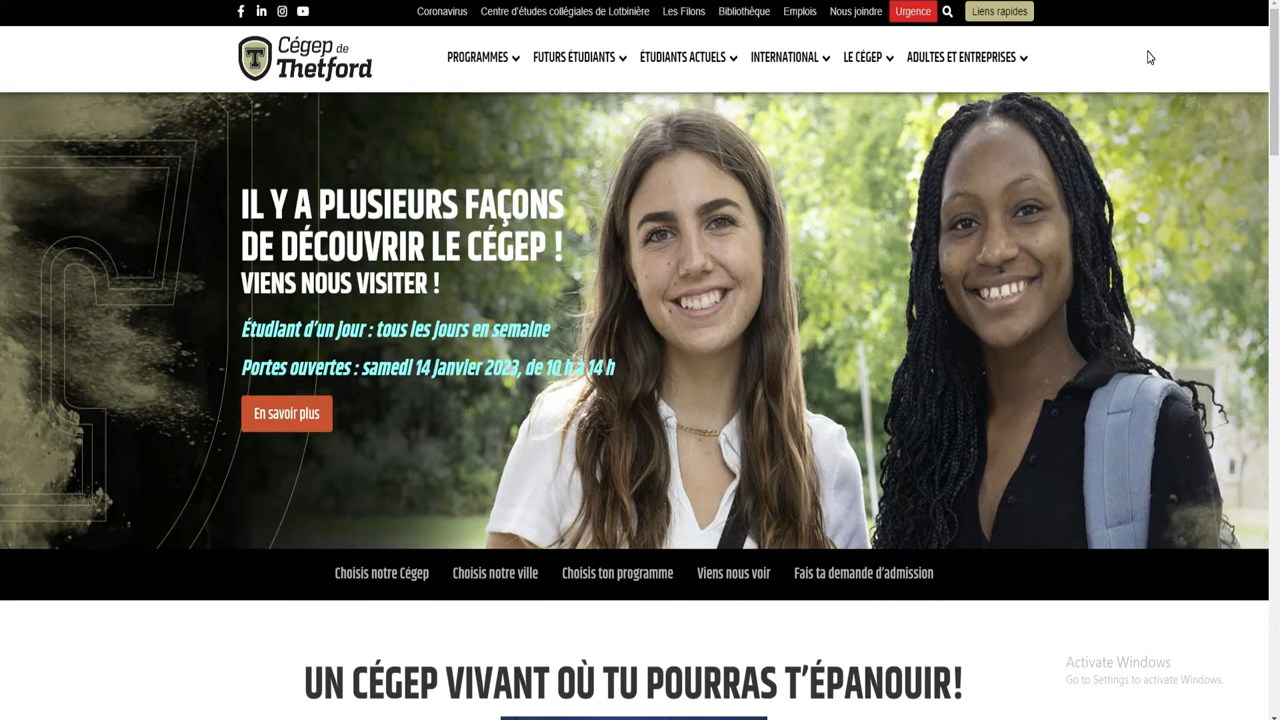 Coronavirus Centre d'études collégiales de Lotbinière Les Filons Bibliothèque Emplois Nous joindre Urgence Liens rapides
T Cégep de
Thetford
PROGRAMMES FUTURS ÉTUDIANTS ÉTUDIANTS ACTUELS INTERNATIONAL LE CÉGEP ADULTES ET ENTREPRISES
IL Y A PLUSIEURS FAÇONS
DE DÉCOUVRIR LE CÉGEP !
VIENS NOUS VISITER !
Étudiant d'un jour : tous les jours en semaine
Portes ouvertes : samedi 14 janvier 2023, de 10 h à 14 h
En savoir plus
Choisis notre Cégep Choisis notre ville Choisis ton programme Viens nous voir Fais ta demande d'admission
UN CÉGEP VIVANT OÙ TU POURRAS T'ÉPANOUIR!
Activate Windows
Go to Settings to activate Windows.